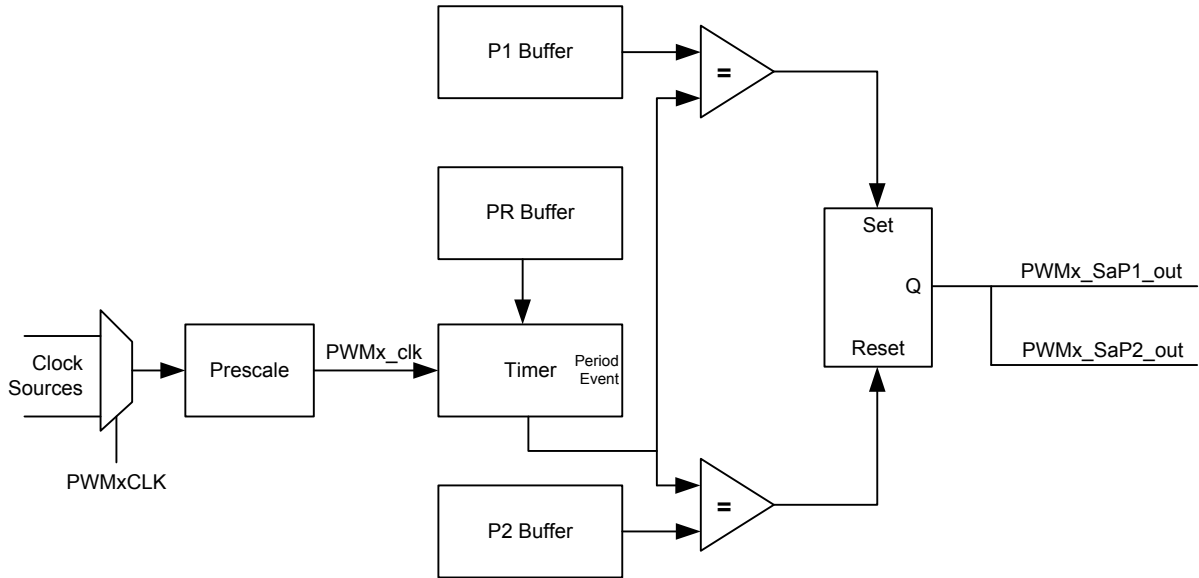 P1 Buffer
=
PR Buffer
Set
Q
Reset
PWMx_SaP1_out
PWMx_SaP2_out
Clock
Sources
Prescale
PWMx_clk
Timer
Period
Event
PWMxCLK
P2 Buffer
=